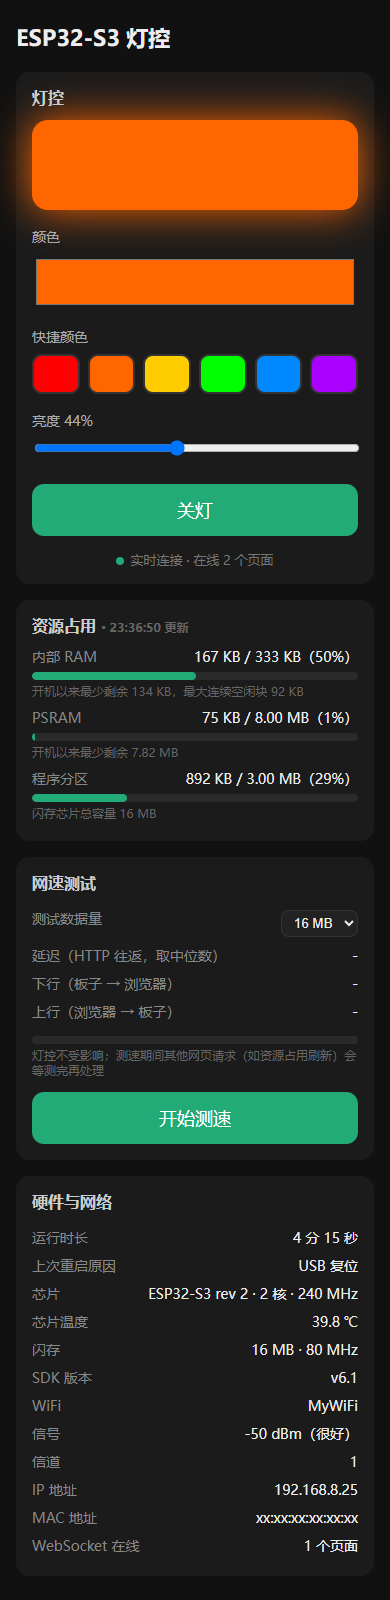 ESP32-S3 灯控
灯控
颜色
快捷颜色
亮度 44%
关灯
实时连接 · 在线 2 个页面
资源占用 · 23:36:50 更新
内部 RAM 167 KB / 333 KB（50%）
开机以来最少剩余 134 KB，最大连续空闲块 92 KB
PSRAM 75 KB / 8.00 MB（1%）
开机以来最少剩余 7.82 MB
程序分区 892 KB / 3.00 MB（29%）
闪存芯片总容量 16 MB
网速测试
测试数据量 16 MB
延迟（HTTP 往返，取中位数） -
下行（板子 → 浏览器） -
上行（浏览器 → 板子） -
灯控不受影响；测速期间其他网页请求（如资源占用刷新）会
等测完再处理
开始测速
硬件与网络
运行时长 4 分 15 秒
上次重启原因 USB 复位
芯片 ESP32-S3 rev 2 · 2 核 · 240 MHz
芯片温度 39.8 ℃
闪存 16 MB · 80 MHz
SDK 版本 v6.1
WiFi MyWiFi
信号 -50 dBm（很好）
信道 1
IP 地址 192.168.8.25
MAC 地址 xx:xx:xx:xx:xx:xx
WebSocket 在线 1 个页面